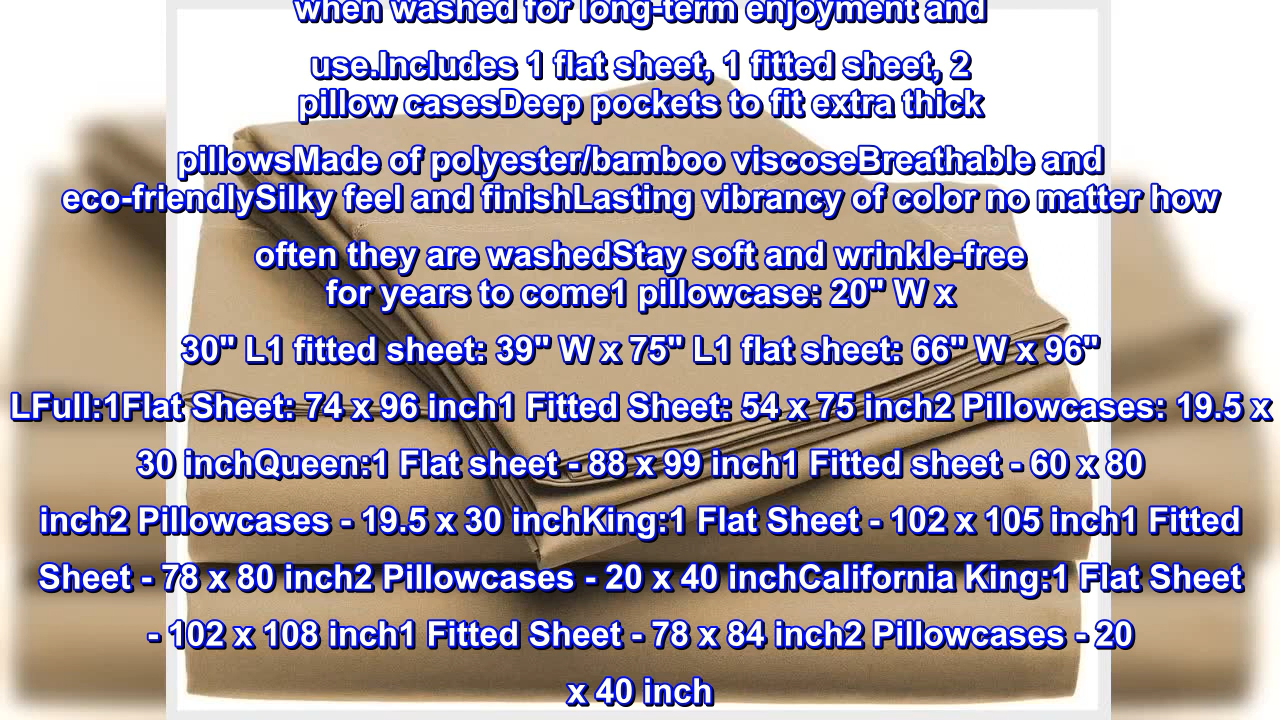 when washed for long-term enjoyment and
use.Includes 1 flat sheet, 1 fitted sheet, 2
pillow casesDeep pockets to fit extra thick
pillowsMade of polyester/bamboo viscoseBreathable and
eco-friendlySilky feel and finishLasting vibrancy of color no matter how
often they are washedStay soft and wrinkle-free
for years to come1 pillowcase: 20" W x
30" L1 fitted sheet: 39" W x 75" L1 flat sheet: 66" W x 96"
LFull:1Flat Sheet: 74 x 96 inch1 Fitted Sheet: 54 x 75 inch2 Pillowcases: 19.5 x
30 inchQueen:1 Flat sheet - 88 x 99 inch1 Fitted sheet - 60 x 80
inch2 Pillowcases - 19.5 x 30 inchKing:1 Flat Sheet - 102 x 105 inch1 Fitted
Sheet - 78 x 80 inch2 Pillowcases - 20 x 40 inchCalifornia King:1 Flat Sheet
- 102 x 108 inch1 Fitted Sheet - 78 x 84 inch2 Pillowcases - 20
x 40 inch